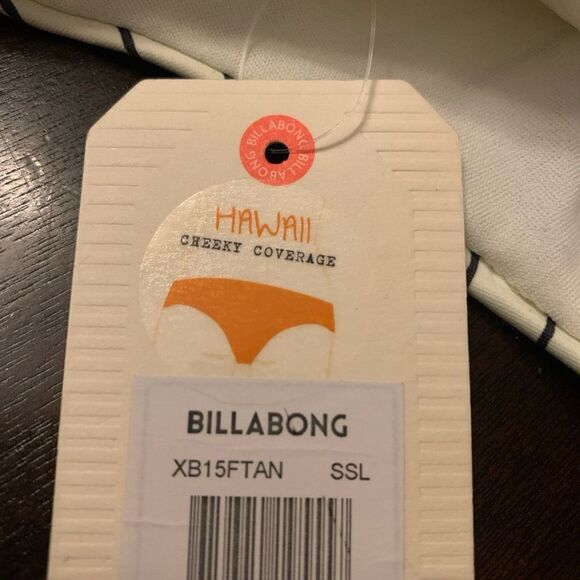 BILLABONG BILLABONG
HAWAII
CHEEKY COVERAGE
BILLABONG
XB15FTAN SSL